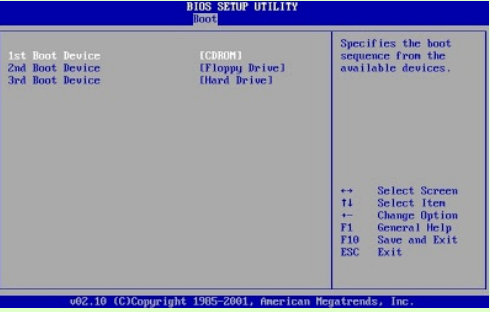 BIOS SETUP UTILITY
Boot
1st Boot Device [CDROM]
2nd Boot Device [Floppy Drive]
3rd Boot Device [Hard Drive]
Specifies the boot
sequence from the
available devices.
↔ Select Screen
↑↓ Select Item
+- Change Option
F1 General Help
F10 Save and Exit
ESC Exit
v02.10 (C)Copyright 1985-2001, American Megatrends, Inc.